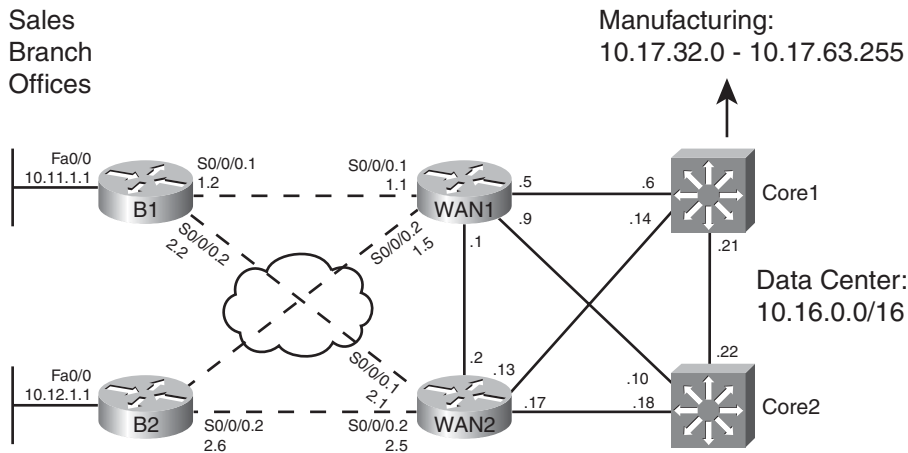 Sales
Branch
Offices
Manufacturing:
10.17.32.0 - 10.17.63.255
Fa0/0
10.11.1.1
B1
S0/0/0.1
1.2
S0/0/0.2
2.2
S0/0/0.1
1.1
WAN1
S0/0/0.2
1.5
.5
.6
.9
.14
.1
Core1
.21
Data Center:
10.16.0.0/16
.22
Fa0/0
10.12.1.1
B2
S0/0/0.2
2.6
S0/0/0.1
2.1
S0/0/0.2
2.5
WAN2
.2
.13
.17
.10
.18
Core2